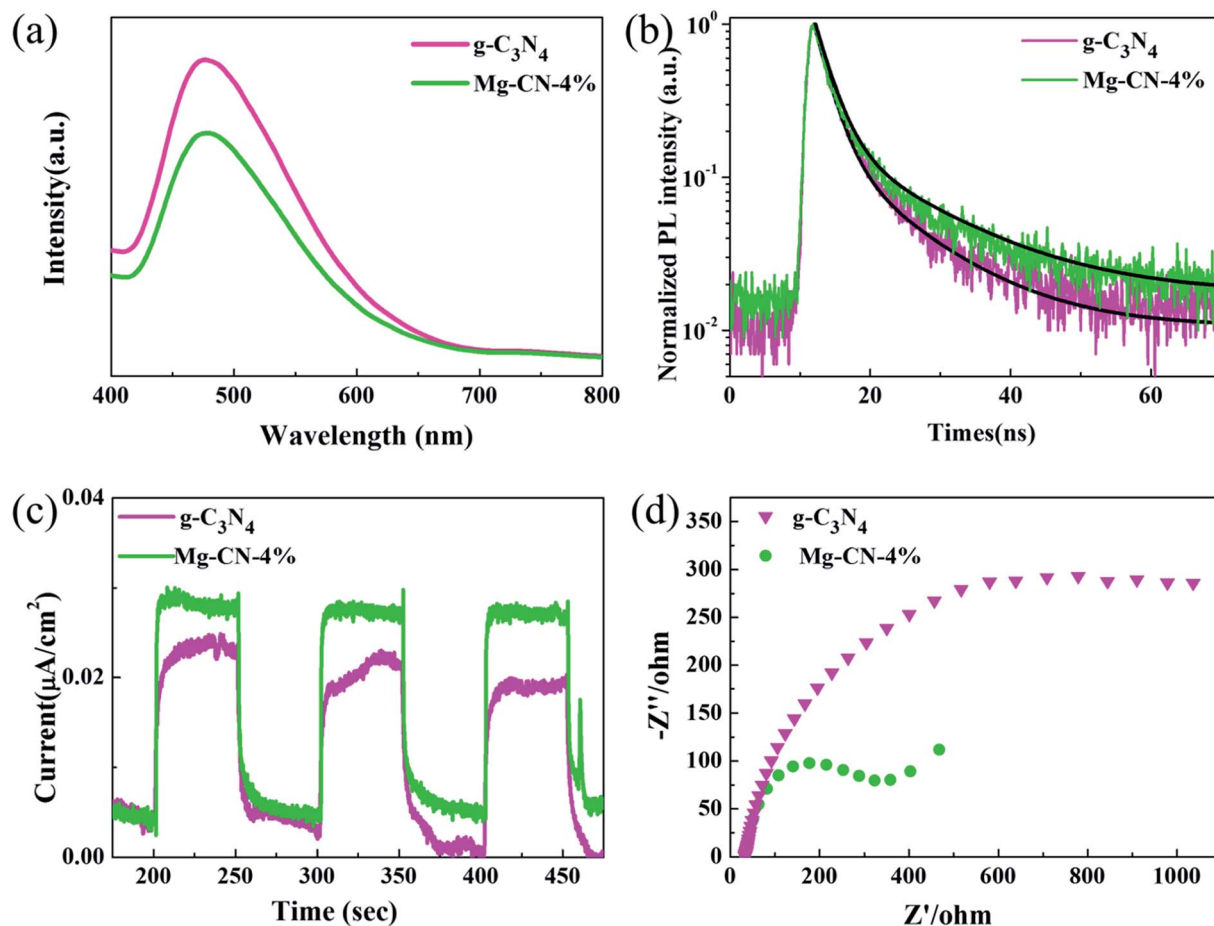 (a)
g-C₃N₄
Mg-CN-4%
Intensity(a.u.)
400
500
600
700
800
Wavelength (nm)
(b)
g-C₃N₄
Mg-CN-4%
Normalized PL intensity (a.u.)
10⁰
10⁻¹
10⁻²
0
20
40
60
Times(ns)
(c)
g-C₃N₄
Mg-CN-4%
Current(μA/cm²)
0.04
0.02
0.00
200
250
300
350
400
450
Time (sec)
(d)
g-C₃N₄
Mg-CN-4%
-Z''/ohm
350
300
250
200
150
100
50
0
0
200
400
600
800
1000
Z'/ohm